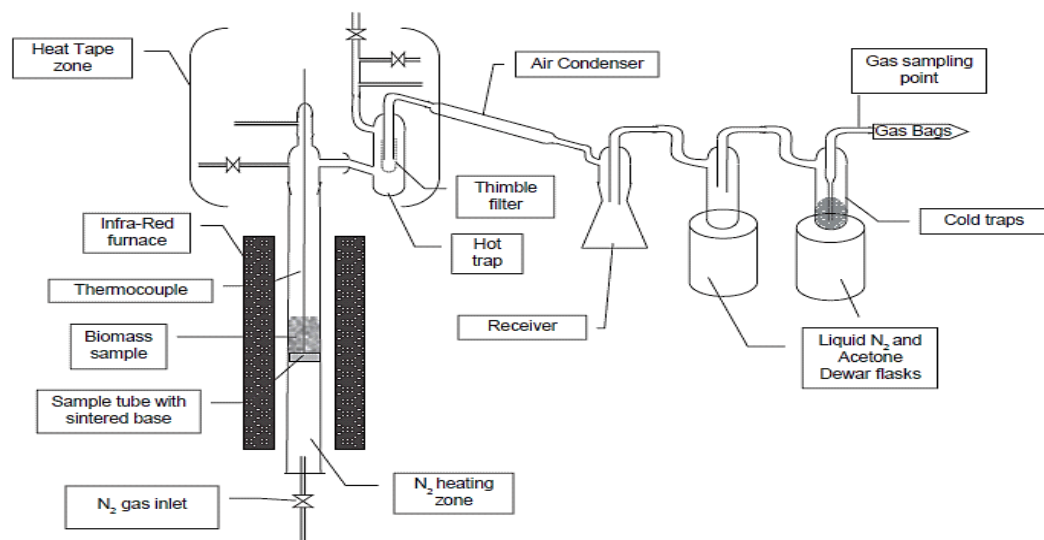 Heat Tape
zone
Air Condenser
Gas sampling
point
Gas Bags
Thimble
filter
Cold traps
Infra-Red
furnace
Hot
trap
Thermocouple
Receiver
Biomass
sample
Liquid N₂ and
Acetone
Dewar flasks
Sample tube with
sintered base
N₂ gas inlet
N₂ heating
zone